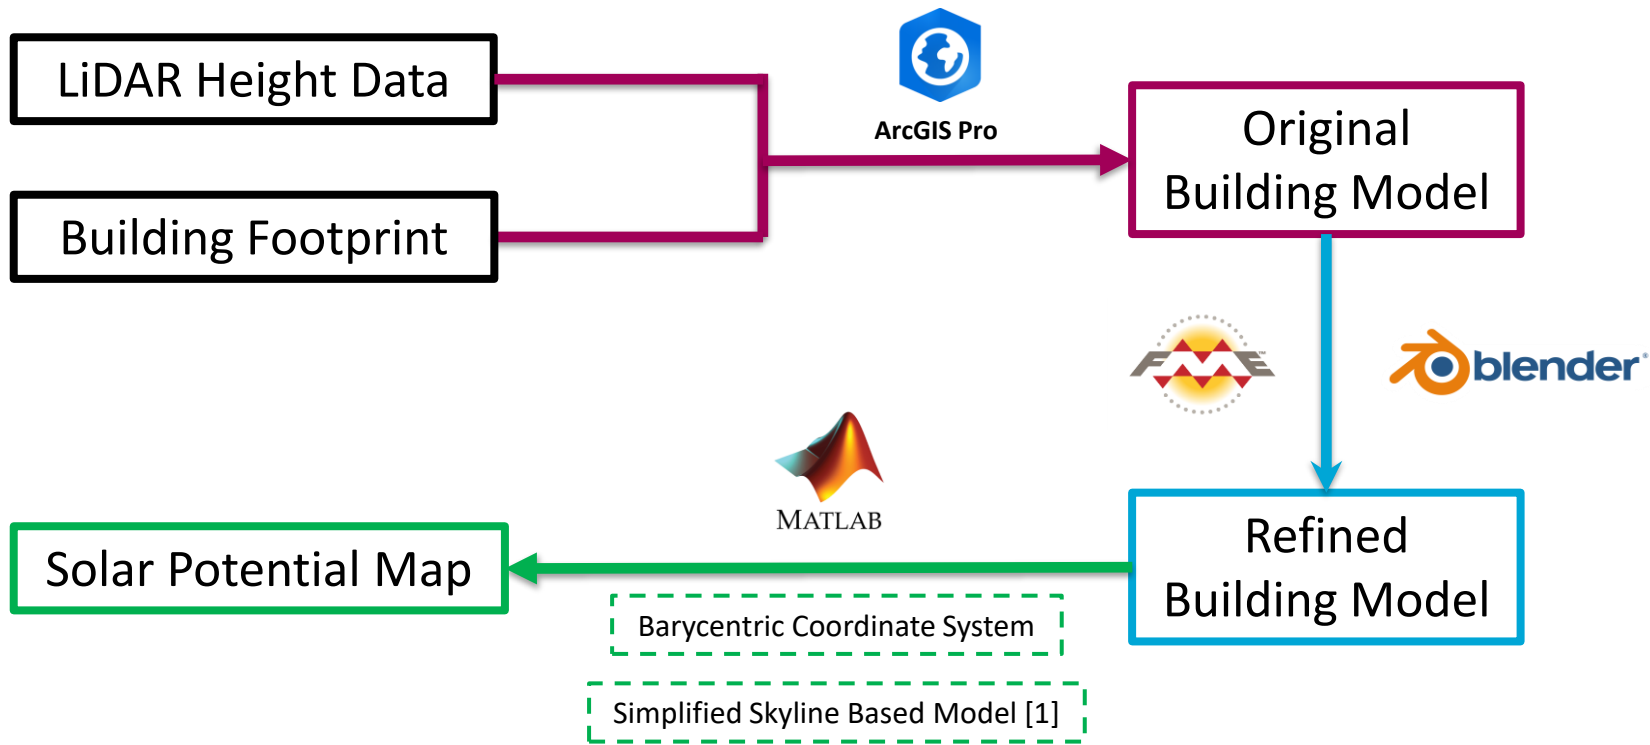 LiDAR Height Data
ArcGIS Pro
Original
Building Model
Building Footprint
FME™
blender®
MATLAB
Solar Potential Map
Refined
Building Model
Barycentric Coordinate System
Simplified Skyline Based Model [1]